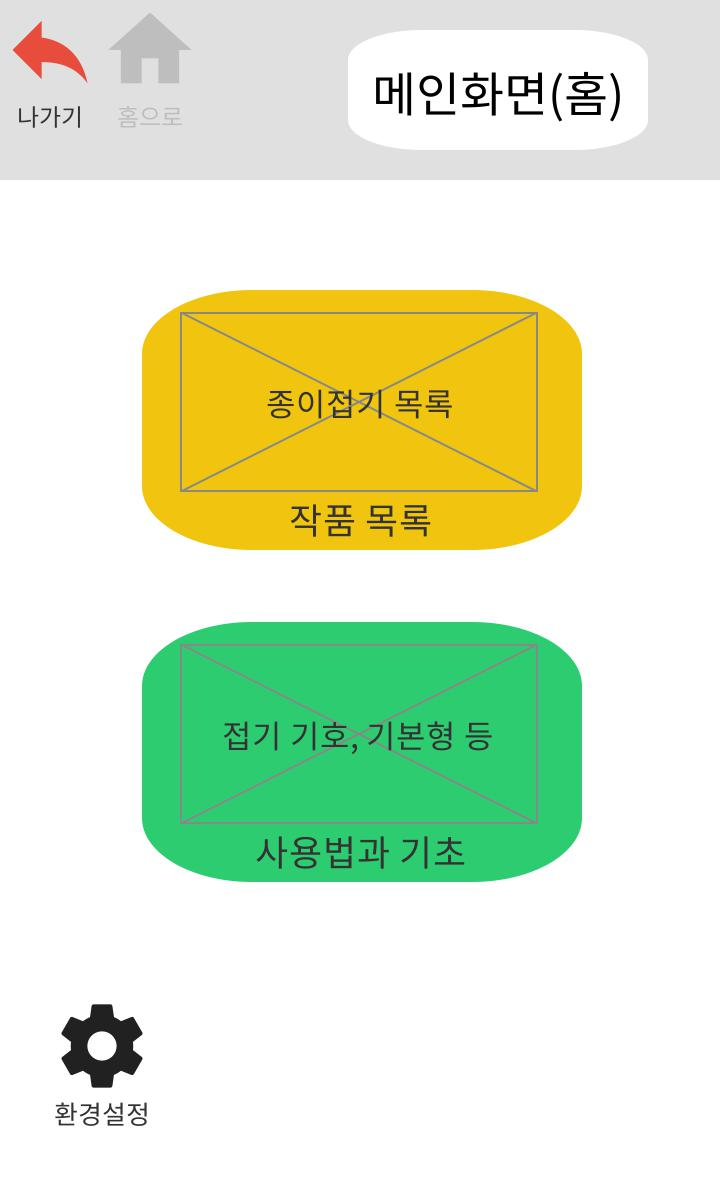 나가기
홈으로
메인화면(홈)
종이접기 목록
작품 목록
접기 기호, 기본형 등
사용법과 기초
환경설정